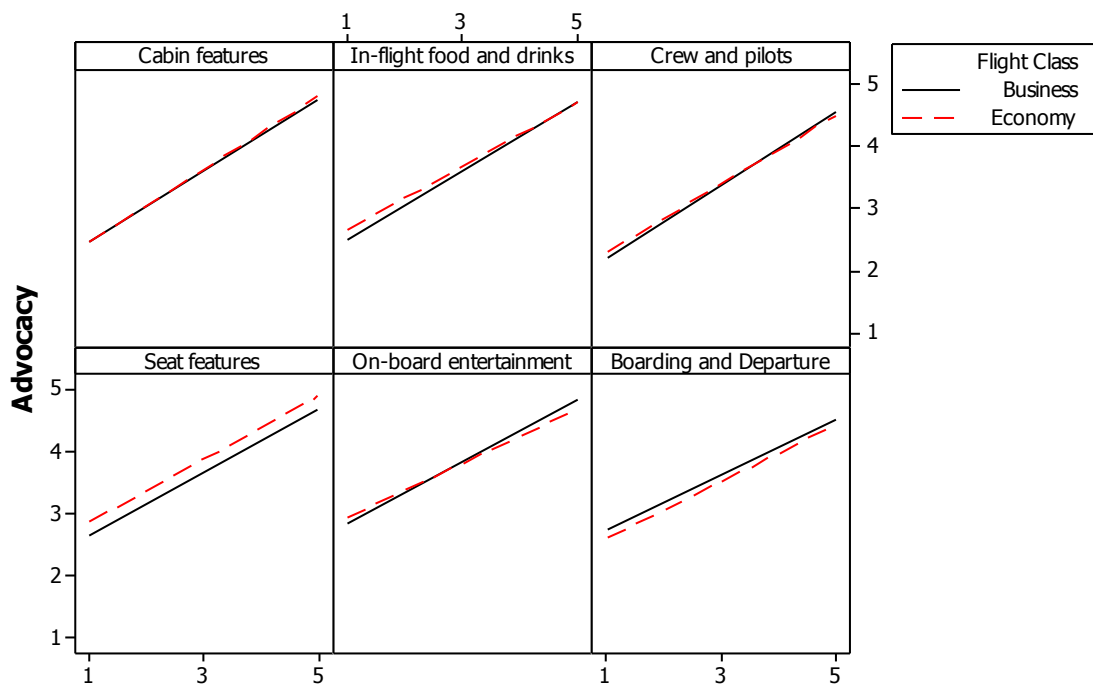 1 3 5
Cabin features In-flight food and drinks Crew and pilots
Flight Class
Business
Economy
5
4
3
2
1
Advocacy
Seat features On-board entertainment Boarding and Departure
5
4
3
2
1
1 3 5 1 3 5